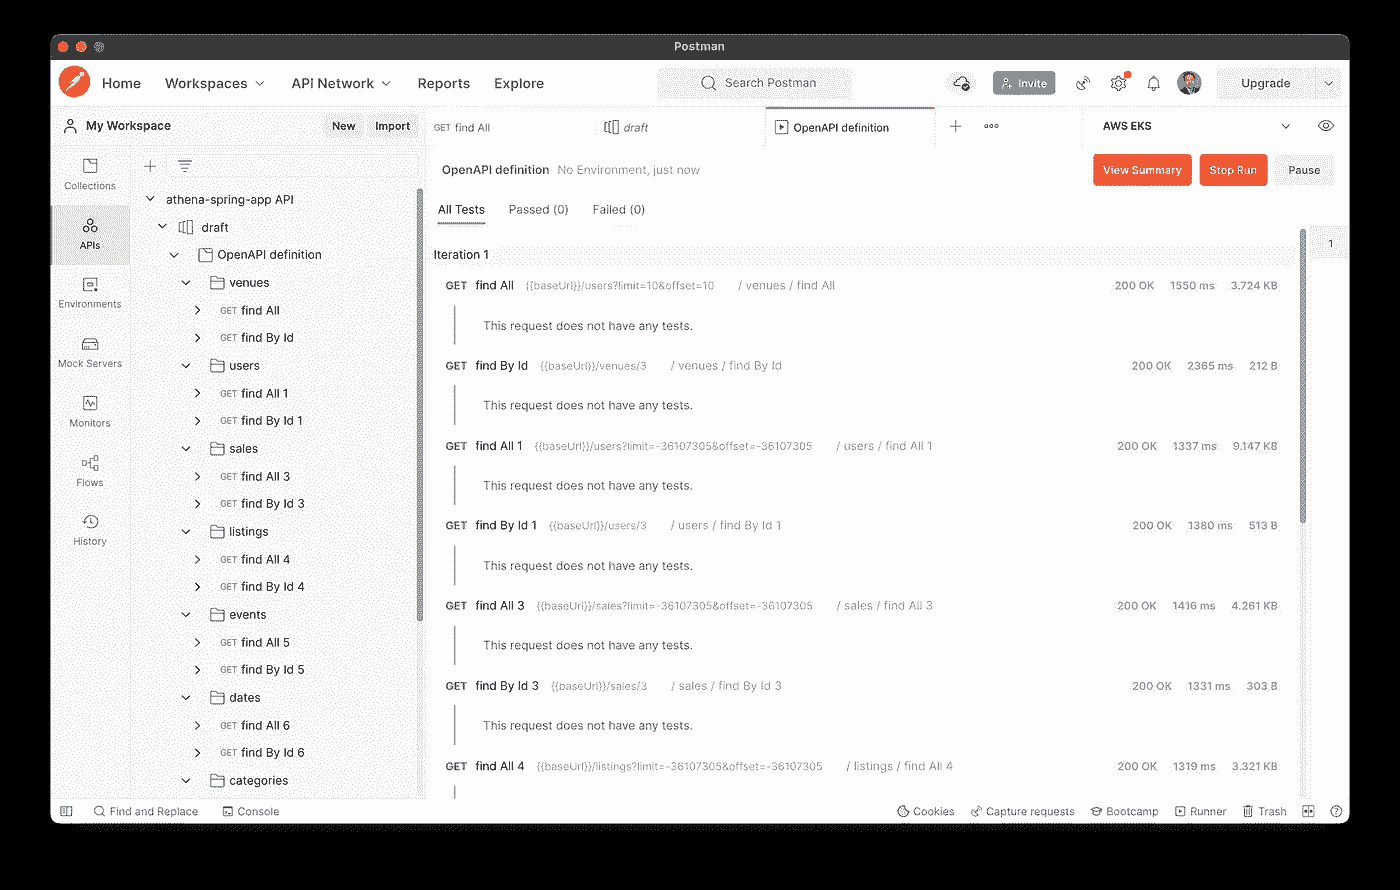 Postman
Home Workspaces API Network Reports Explore Search Postman Invite Upgrade
My Workspace New Import GET find All draft OpenAPI definition AWS EKS
Collections
APIs
Environments
Mock Servers
Monitors
Flows
History
athena-spring-app API
draft
OpenAPI definition
venues
GET find All
GET find By Id
users
GET find All 1
GET find By Id 1
sales
GET find All 3
GET find By Id 3
listings
GET find All 4
GET find By Id 4
events
GET find All 5
GET find By Id 5
dates
GET find All 6
GET find By Id 6
categories
OpenAPI definition No Environment, just now View Summary Stop Run Pause
All Tests Passed (0) Failed (0)
Iteration 1 1
GET find All {{baseUrl}}/users?limit=10&offset=10 / venues / find All 200 OK 1550 ms 3.724 KB
This request does not have any tests.
GET find By Id {{baseUrl}}/venues/3 / venues / find By Id 200 OK 2365 ms 212 B
This request does not have any tests.
GET find All 1 {{baseUrl}}/users?limit=-36107305&offset=-36107305 / users / find All 1 200 OK 1337 ms 9.147 KB
This request does not have any tests.
GET find By Id 1 {{baseUrl}}/users/3 / users / find By Id 1 200 OK 1380 ms 513 B
This request does not have any tests.
GET find All 3 {{baseUrl}}/sales?limit=-36107305&offset=-36107305 / sales / find All 3 200 OK 1416 ms 4.261 KB
This request does not have any tests.
GET find By Id 3 {{baseUrl}}/sales/3 / sales / find By Id 3 200 OK 1331 ms 303 B
This request does not have any tests.
GET find All 4 {{baseUrl}}/listings?limit=-36107305&offset=-36107305 / listings / find All 4 200 OK 1319 ms 3.321 KB
Find and Replace Console Cookies Capture requests Bootcamp Runner Trash